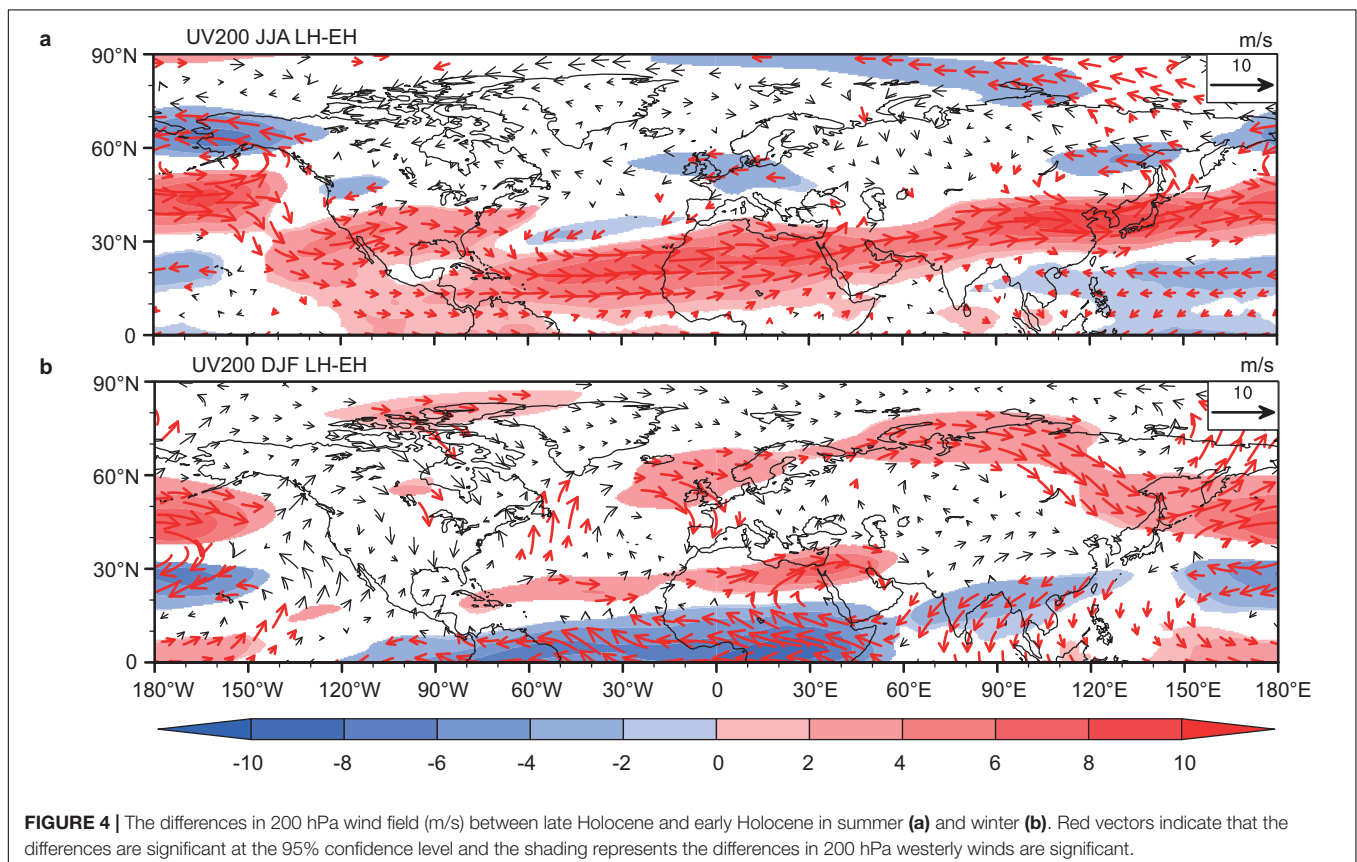 a
UV200 JJA LH-EH
m/s
10
90°N
60°N
30°N
0
b
UV200 DJF LH-EH
m/s
10
90°N
60°N
30°N
0
180°W 150°W 120°W 90°W 60°W 30°W 0 30°E 60°E 90°E 120°E 150°E 180°E
-10 -8 -6 -4 -2 0 2 4 6 8 10
FIGURE 4 | The differences in 200 hPa wind field (m/s) between late Holocene and early Holocene in summer (a) and winter (b). Red vectors indicate that the
differences are significant at the 95% confidence level and the shading represents the differences in 200 hPa westerly winds are significant.